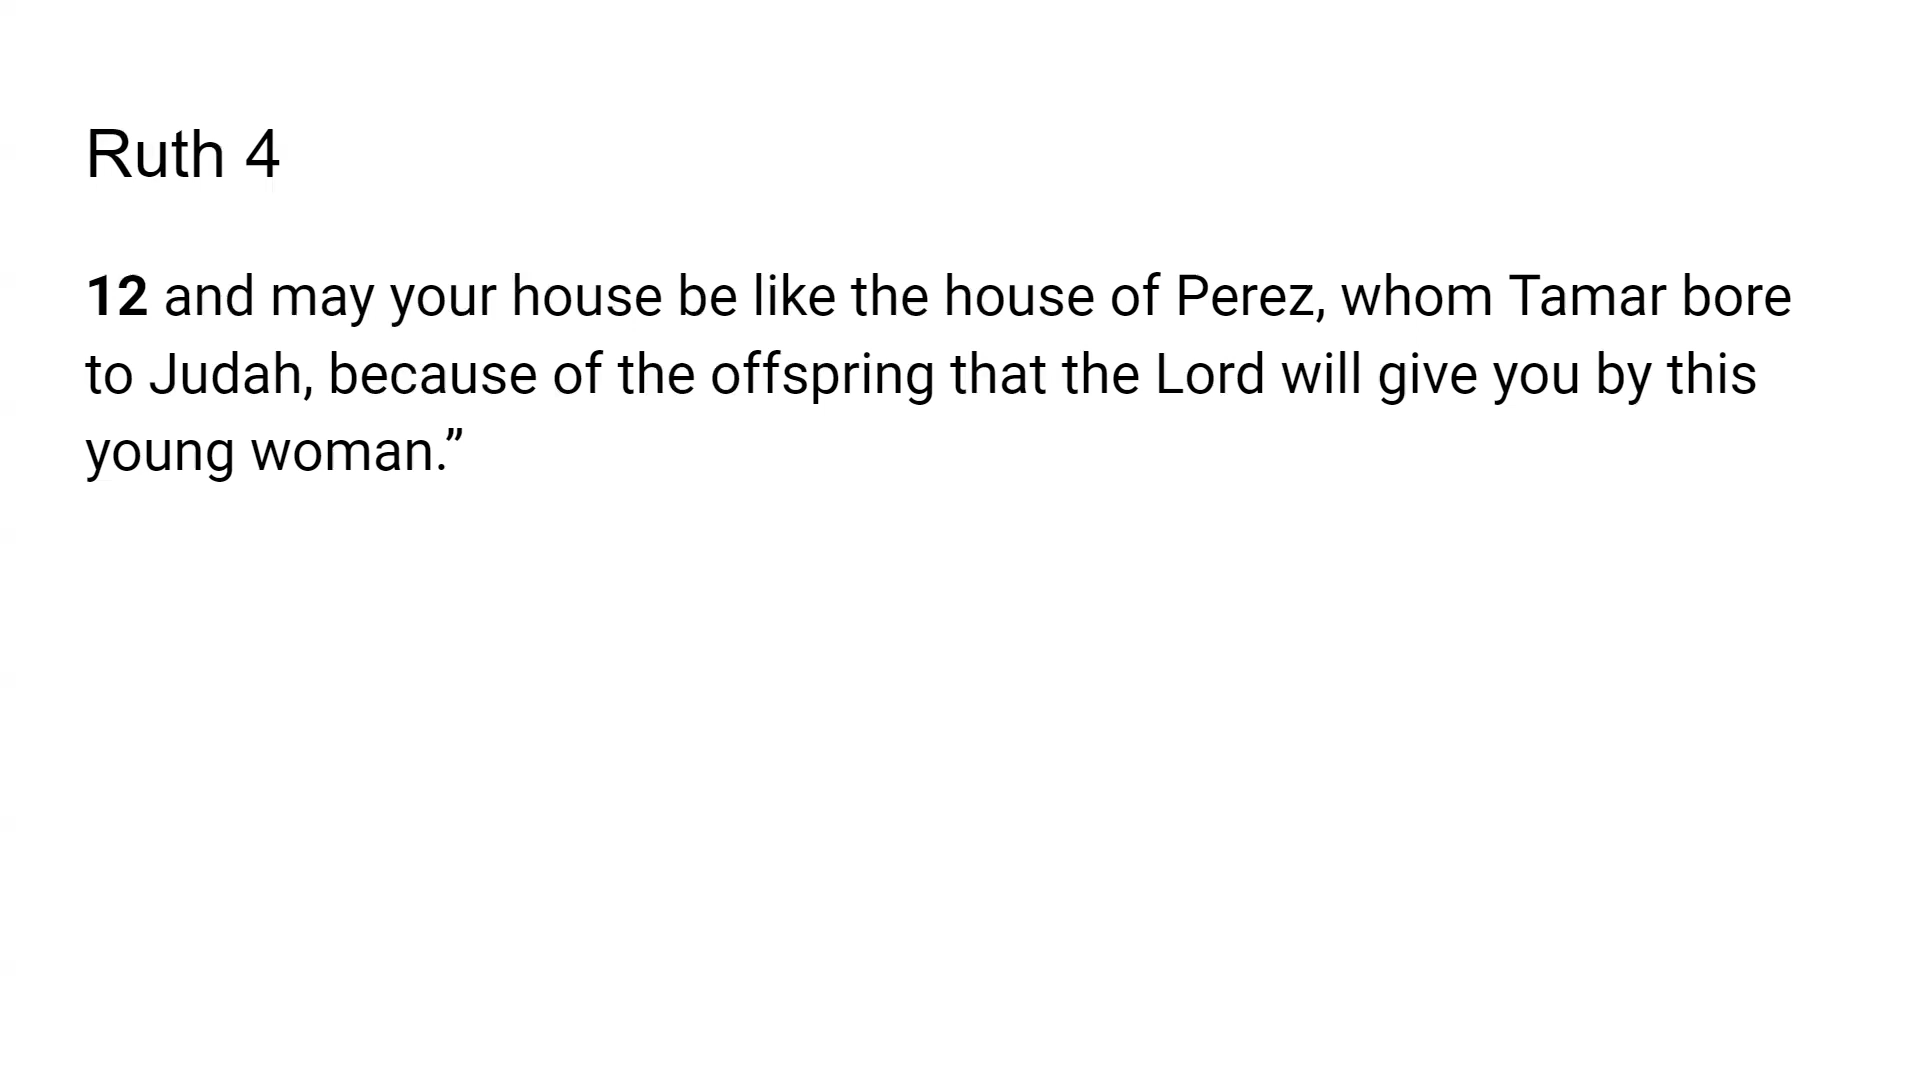 Ruth 4
12 and may your house be like the house of Perez, whom Tamar bore
to Judah, because of the offspring that the Lord will give you by this
young woman.”